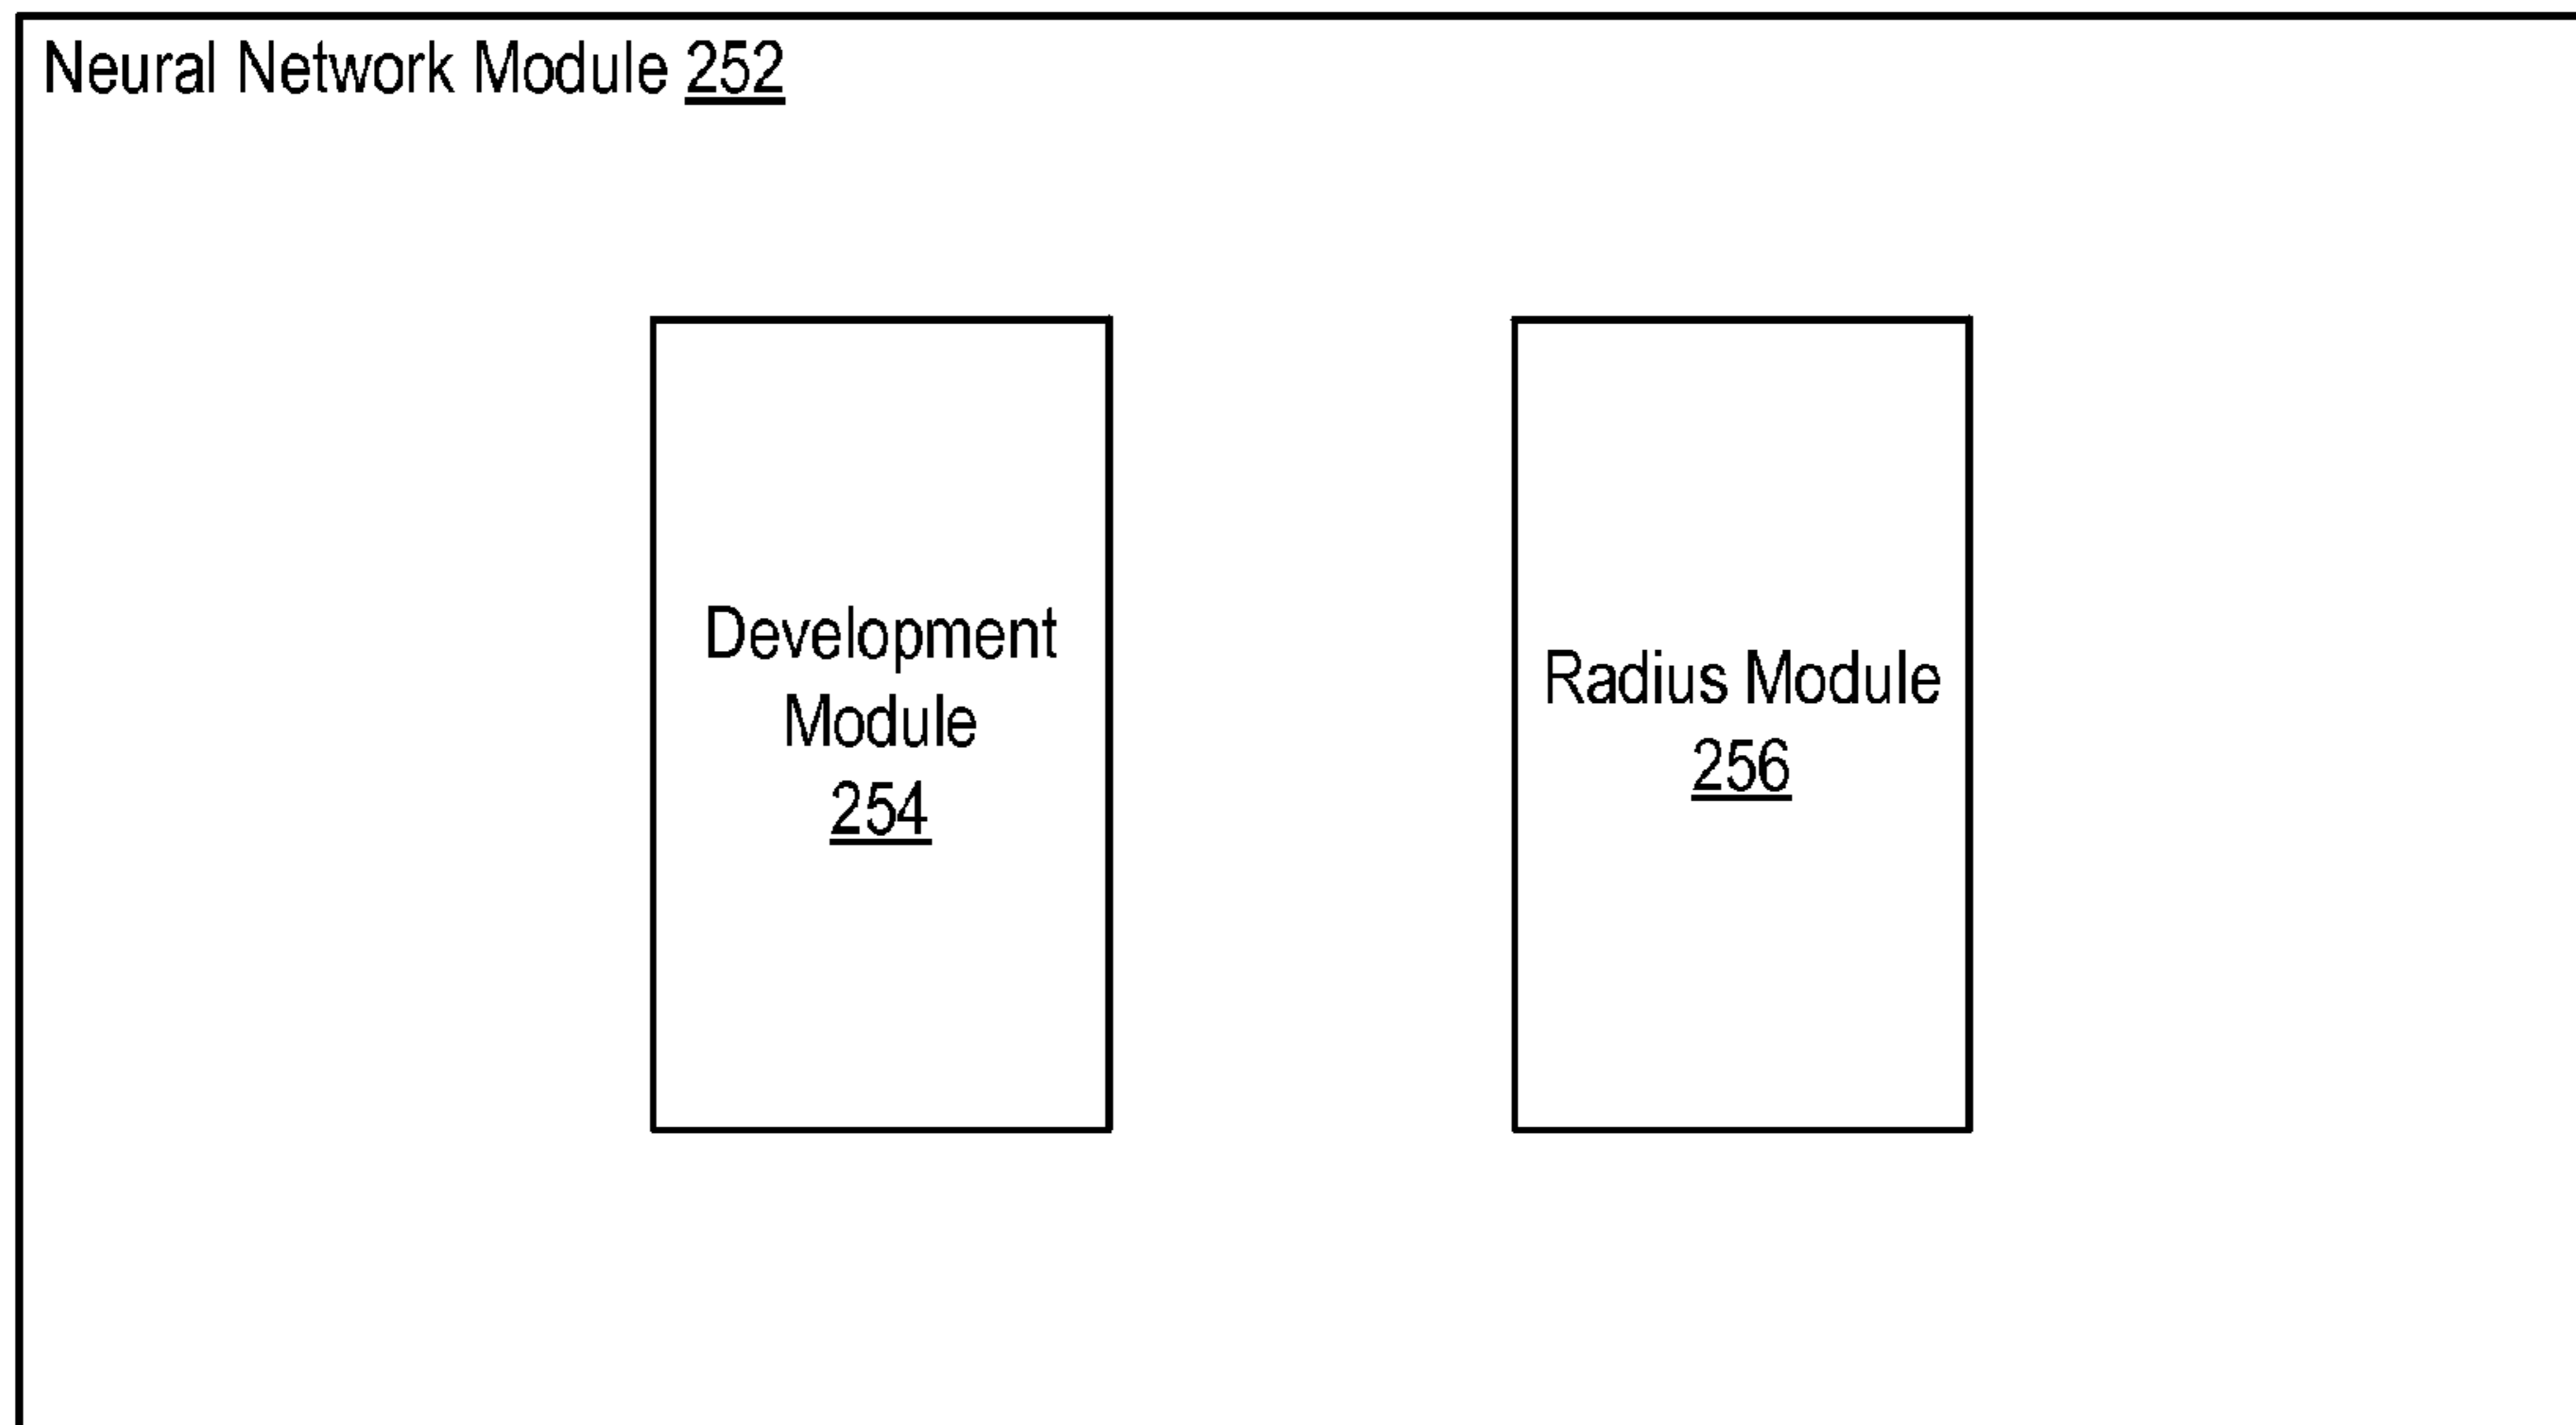 Neural Network Module 252
Development
Module
254
Radius Module
256